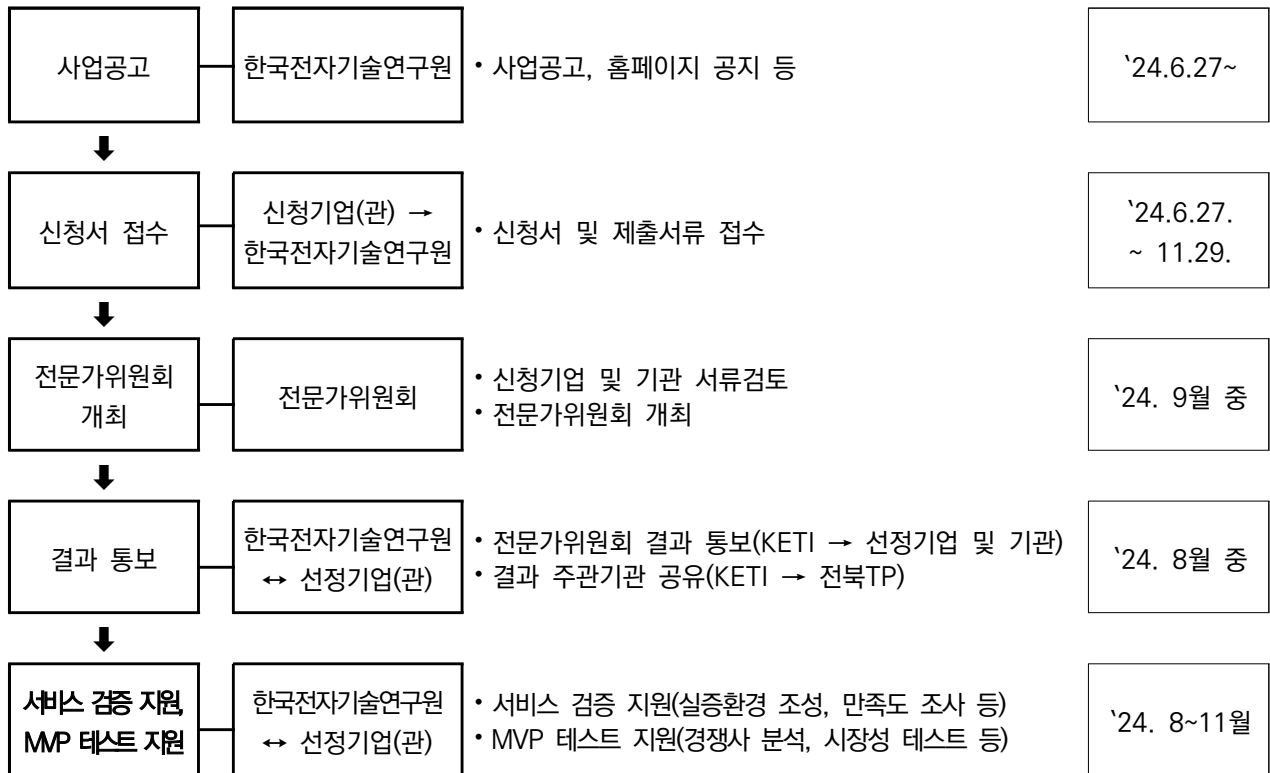 사업공고
한국전자기술연구원
• 사업공고, 홈페이지 공지 등
‵24.6.27~
신청서 접수
신청기업(관) →
한국전자기술연구원
• 신청서 및 제출서류 접수
‵24.6.27.
~ 11.29.
전문가위원회
개최
전문가위원회
• 신청기업 및 기관 서류검토
• 전문가위원회 개최
‵24. 9월 중
결과 통보
한국전자기술연구원
↔ 선정기업(관)
• 전문가위원회 결과 통보(KETI → 선정기업 및 기관)
• 결과 주관기관 공유(KETI → 전북TP)
‵24. 8월 중
서비스 검증 지원,
MVP 테스트 지원
한국전자기술연구원
↔ 선정기업(관)
• 서비스 검증 지원(실증환경 조성, 만족도 조사 등)
• MVP 테스트 지원(경쟁사 분석, 시장성 테스트 등)
‵24. 8~11월